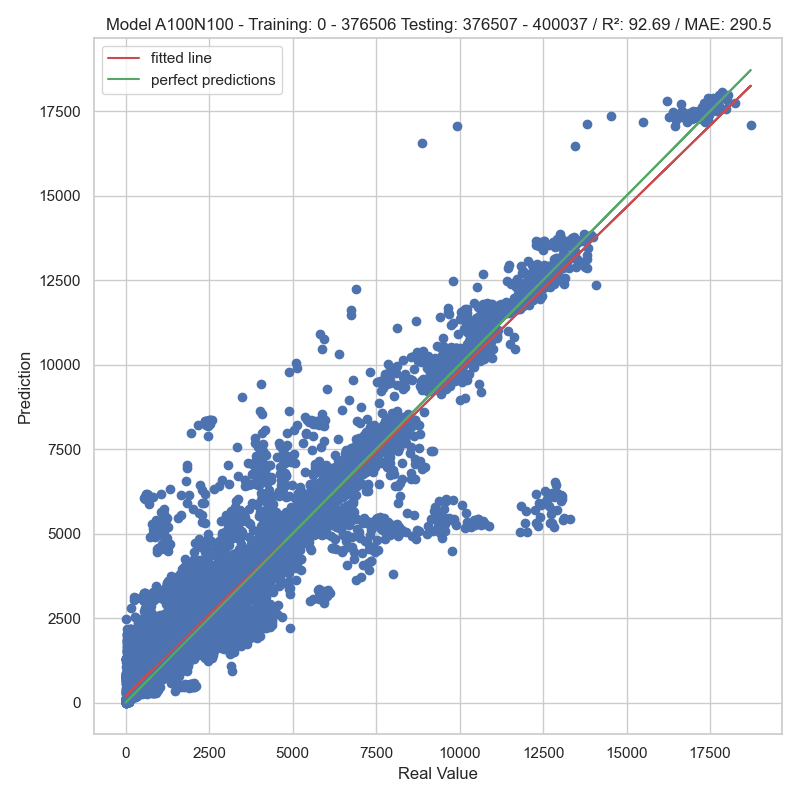 Model A100N100 - Training: 0 - 376506 Testing: 376507 - 400037 / R²: 92.69 / MAE: 290.5
fitted line
perfect predictions
17500
15000
12500
10000
7500
5000
2500
0
Prediction
0 2500 5000 7500 10000 12500 15000 17500
Real Value